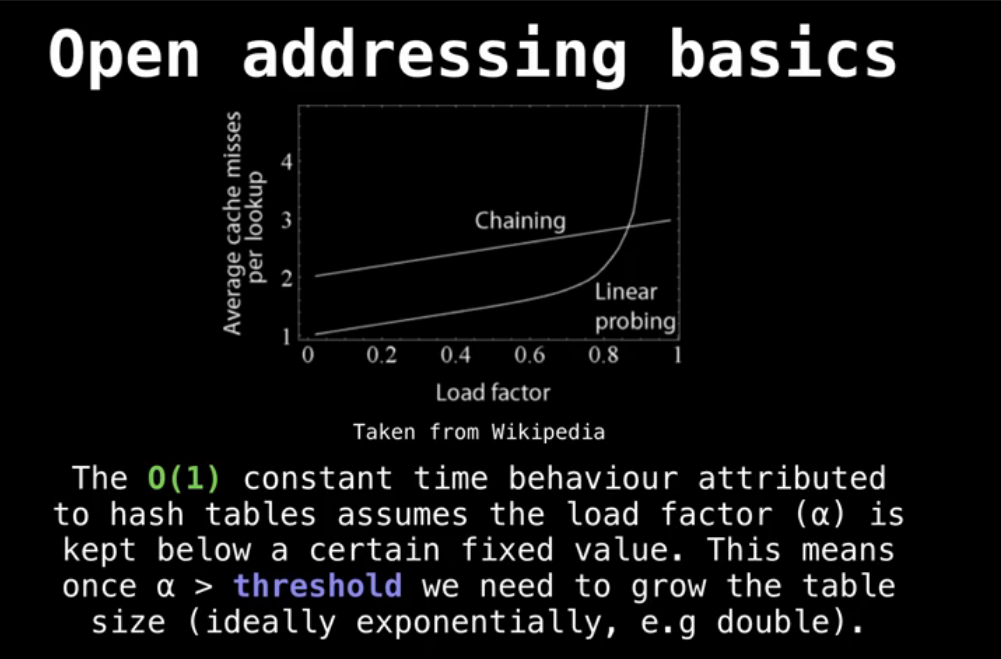 Open addressing basics
Average cache misses
per lookup
4
3
2
1
Chaining
Linear
probing
0 0.2 0.4 0.6 0.8 1
Load factor
Taken from Wikipedia
The O(1) constant time behaviour attributed
to hash tables assumes the load factor (α) is
kept below a certain fixed value. This means
once α > threshold we need to grow the table
size (ideally exponentially, e.g double).